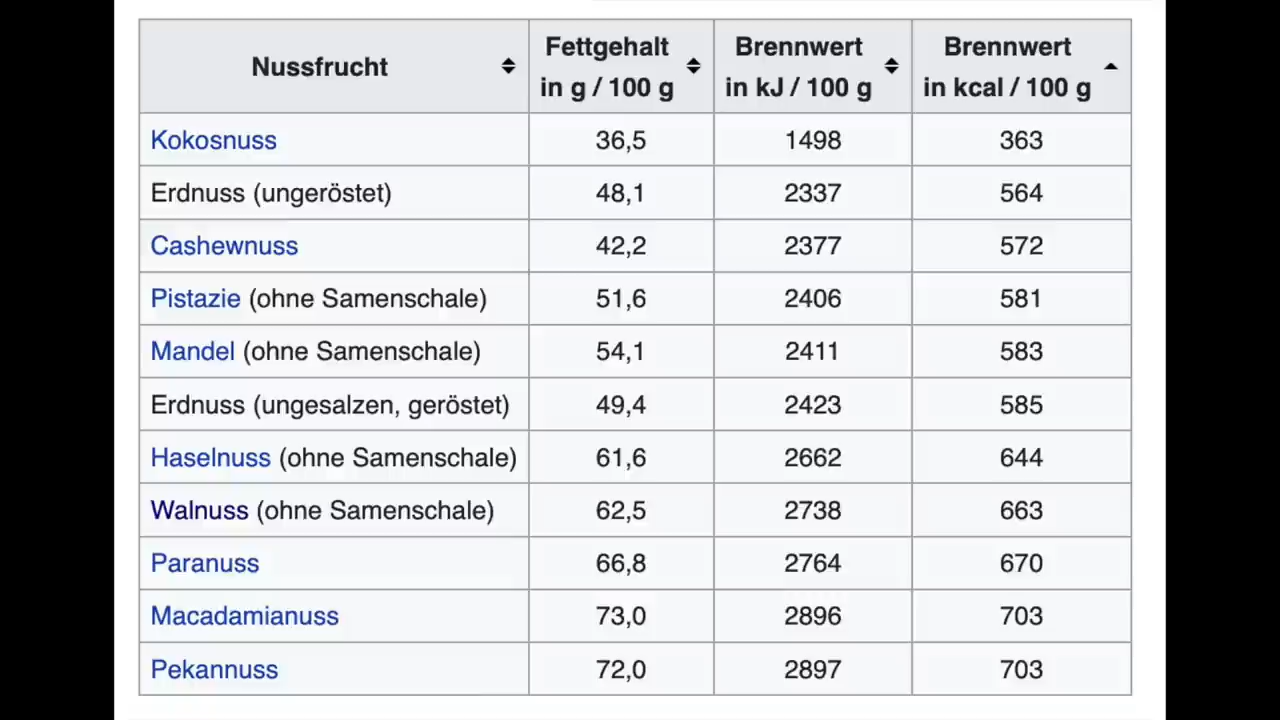 Nussfrucht Fettgehalt in g / 100 g Brennwert in kJ / 100 g Brennwert in kcal / 100 g
Kokosnuss 36,5 1498 363
Erdnuss (ungeröstet) 48,1 2337 564
Cashewnuss 42,2 2377 572
Pistazie (ohne Samenschale) 51,6 2406 581
Mandel (ohne Samenschale) 54,1 2411 583
Erdnuss (ungesalzen, geröstet) 49,4 2423 585
Haselnuss (ohne Samenschale) 61,6 2662 644
Walnuss (ohne Samenschale) 62,5 2738 663
Paranuss 66,8 2764 670
Macadamianuss 73,0 2896 703
Pekannuss 72,0 2897 703